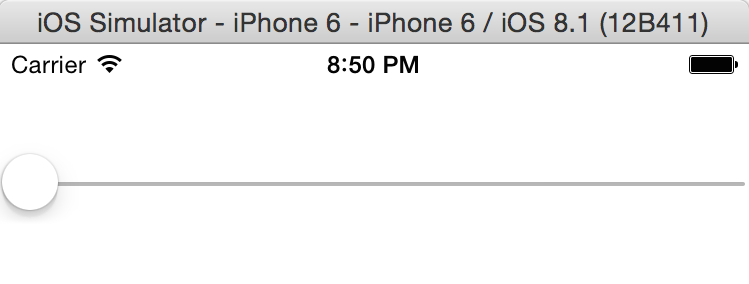 iOS Simulator - iPhone 6 - iPhone 6 / iOS 8.1 (12B411)
Carrier 8:50 PM